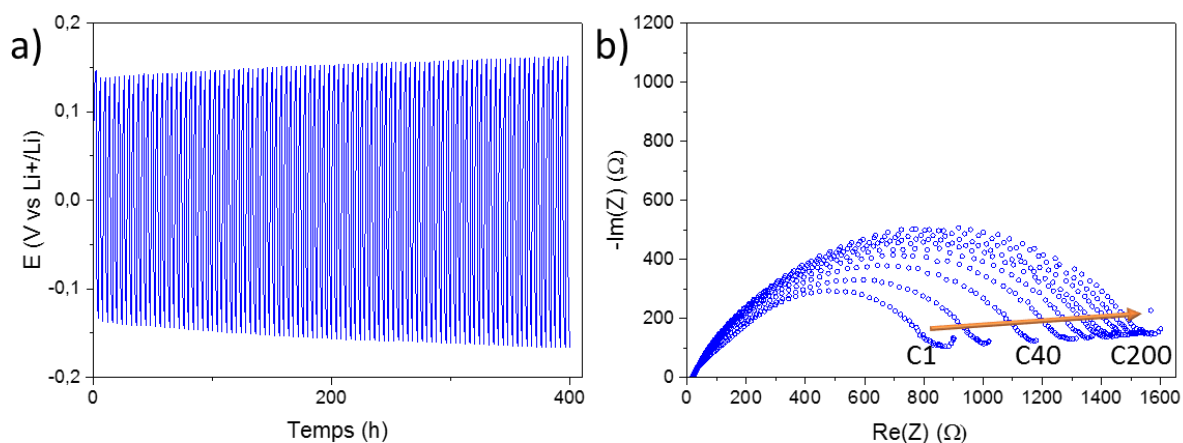 a)
0,2
0,1
0,0
-0,1
-0,2
E (V vs Li+/Li)
0
200
400
Temps (h)
b)
1200
1000
800
600
400
200
0
-Im(Z) (Ω)
C1
C40
C200
0 200 400 600 800 1000 1200 1400 1600
Re(Z) (Ω)